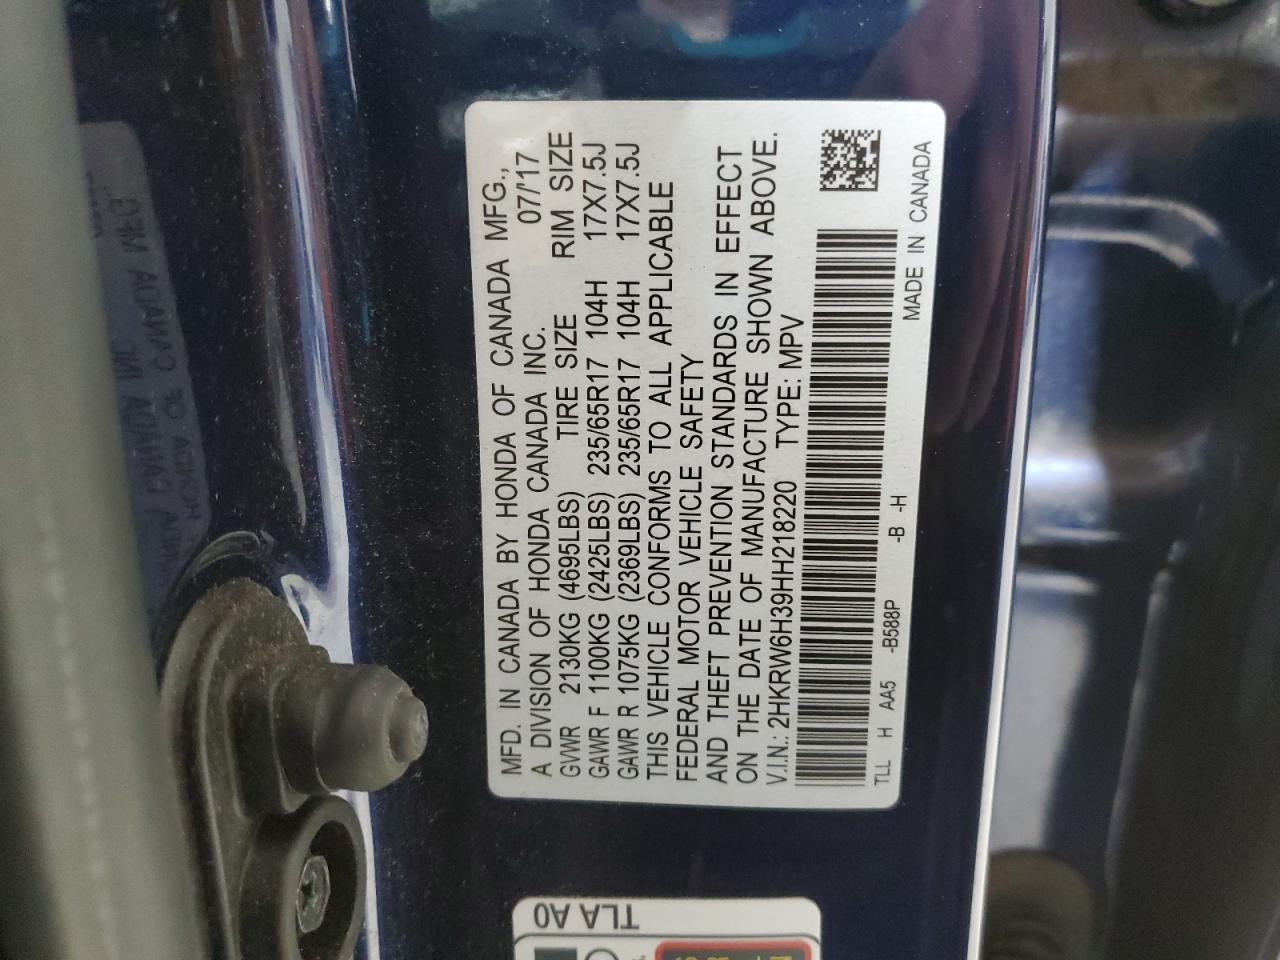 MFD. IN CANADA BY HONDA OF CANADA MFG.,
A DIVISION OF HONDA CANADA INC. 07/'17
GVWR 2130KG (4695LBS) TIRE SIZE RIM SIZE
GAWR F 1100KG (2425LBS) 235/65R17 104H 17X7.5J
GAWR R 1075KG (2369LBS) 235/65R17 104H 17X7.5J
THIS VEHICLE CONFORMS TO ALL APPLICABLE
FEDERAL MOTOR VEHICLE SAFETY
AND THEFT PREVENTION STANDARDS IN EFFECT
ON THE DATE OF MANUFACTURE SHOWN ABOVE.
V.I.N.: 2HKRW6H39HH218220 TYPE: MPV
TLL H AA5 -B588P -B -H MADE IN CANADA
TLA A0